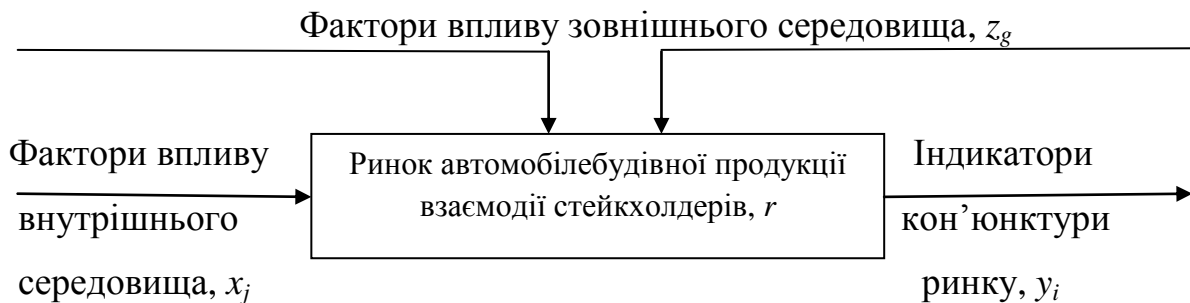 Фактори впливу зовнішнього середовища, z_g
Фактори впливу
внутрішнього
середовища, x_j
Ринок автомобілебудівної продукції
взаємодії стейкхолдерів, r
Індикатори
кон’юнктури
ринку, y_i